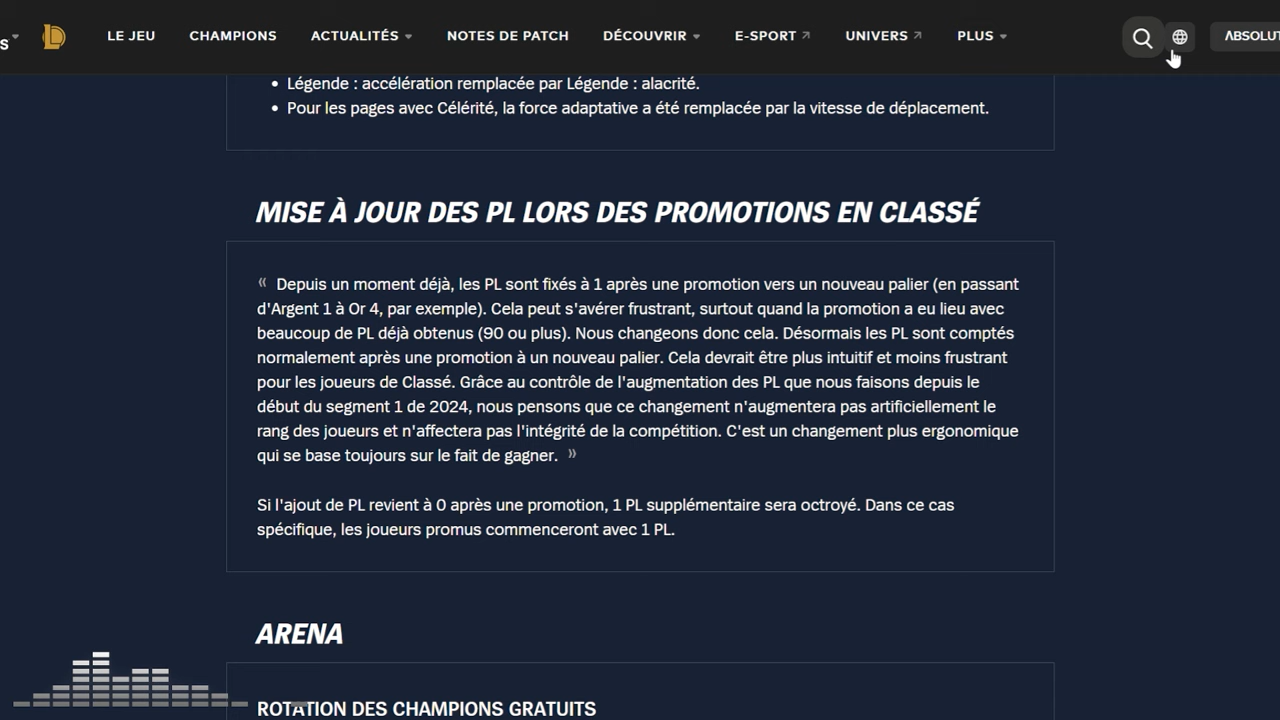 S
LE JEU CHAMPIONS ACTUALITÉS NOTES DE PATCH DÉCOUVRIR E-SPORT UNIVERS PLUS ABSOLUT
• Légende : accélération remplacée par Légende : alacrité.
• Pour les pages avec Célérité, la force adaptative a été remplacée par la vitesse de déplacement.
MISE À JOUR DES PL LORS DES PROMOTIONS EN CLASSÉ
« Depuis un moment déjà, les PL sont fixés à 1 après une promotion vers un nouveau palier (en passant
d'Argent 1 à Or 4, par exemple). Cela peut s'avérer frustrant, surtout quand la promotion a eu lieu avec
beaucoup de PL déjà obtenus (90 ou plus). Nous changeons donc cela. Désormais les PL sont comptés
normalement après une promotion à un nouveau palier. Cela devrait être plus intuitif et moins frustrant
pour les joueurs de Classé. Grâce au contrôle de l'augmentation des PL que nous faisons depuis le
début du segment 1 de 2024, nous pensons que ce changement n'augmentera pas artificiellement le
rang des joueurs et n'affectera pas l'intégrité de la compétition. C'est un changement plus ergonomique
qui se base toujours sur le fait de gagner. »
Si l'ajout de PL revient à 0 après une promotion, 1 PL supplémentaire sera octroyé. Dans ce cas
spécifique, les joueurs promus commenceront avec 1 PL.
ARENA
ROTATION DES CHAMPIONS GRATUITS